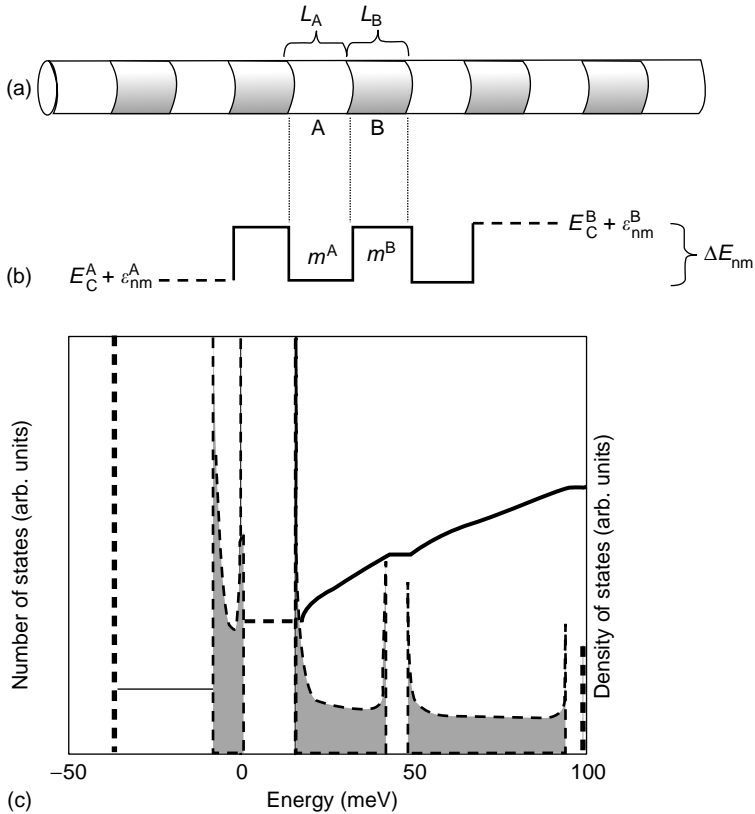 L_A L_B
(a)
A B
E_C^A + ε_nm^A m^A m^B E_C^B + ε_nm^B ΔE_nm
(b)
Number of states (arb. units)
Density of states (arb. units)
−50 0 50 100
Energy (meV)
(c)